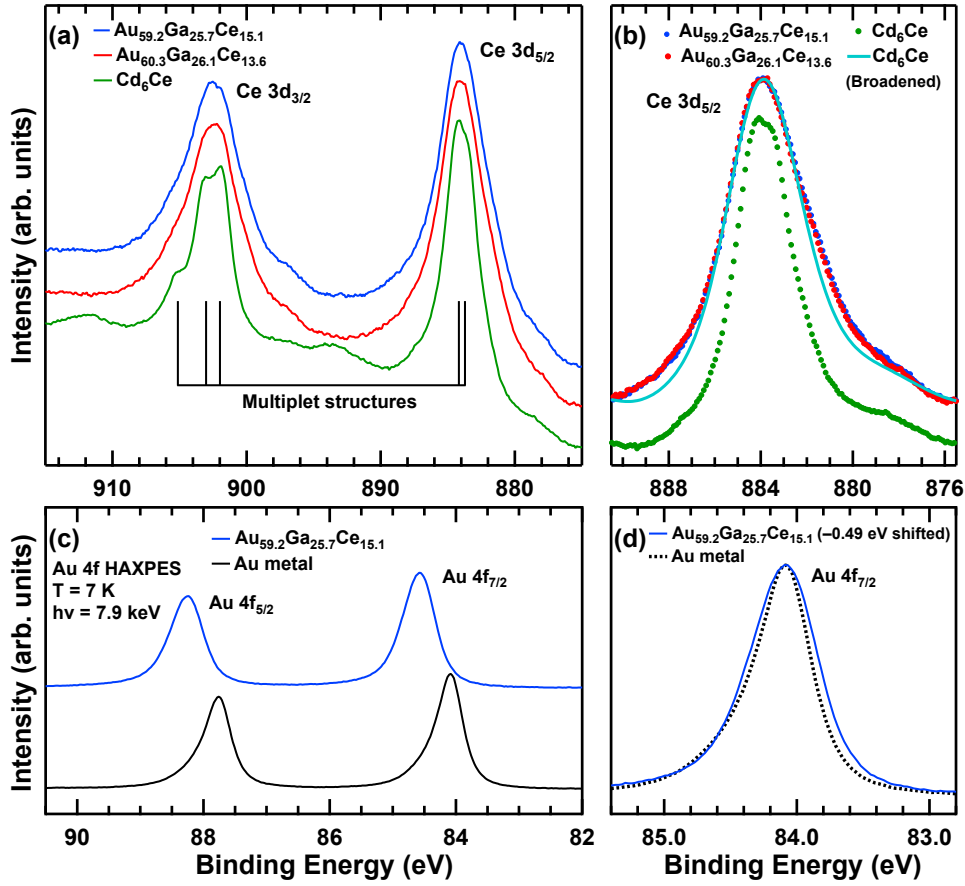 (a)
Au59.2Ga25.7Ce15.1
Au60.3Ga26.1Ce13.6
Cd6Ce
Ce 3d5/2
Ce 3d3/2
Multiplet structures
Intensity (arb. units)
910 900 890 880
(b)
Au59.2Ga25.7Ce15.1
Au60.3Ga26.1Ce13.6
Cd6Ce
Cd6Ce
(Broadened)
Ce 3d5/2
888 884 880 876
(c)
Au59.2Ga25.7Ce15.1
Au metal
Au 4f HAXPES
T = 7 K
hν = 7.9 keV
Au 4f5/2
Au 4f7/2
Intensity (arb. units)
90 88 86 84 82
Binding Energy (eV)
(d)
Au59.2Ga25.7Ce15.1 (−0.49 eV shifted)
Au metal
Au 4f7/2
85.0 84.0 83.0
Binding Energy (eV)